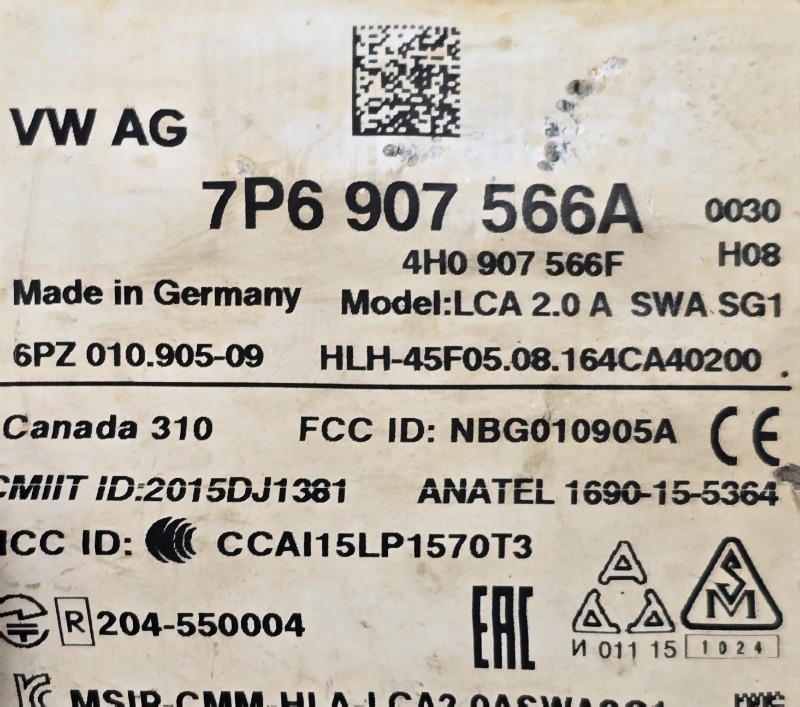 VW AG
7P6 907 566A 0030
4H0 907 566F H08
Made in Germany Model:LCA 2.0 A SWA SG1
6PZ 010.905-09 HLH-45F05.08.164CA40200
Canada 310 FCC ID: NBG010905A CE
CMIIT ID:2015DJ1381 ANATEL 1690-15-5364
CCC ID: CCAI15LP1570T3
R 204-550004 EAC
И 011 15 1024